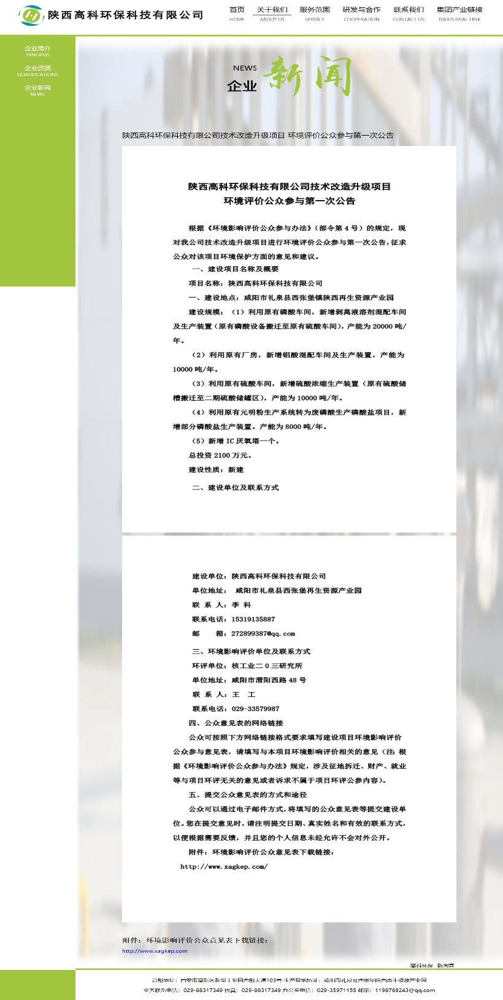 陕西高科环保科技有限公司
首页 关于我们 服务范围 研发与合作 联系我们 集团产业链接
HOME ABOUT US SERVICE COOPERATION CONTACT US INDUSTRIAL LINK
企业简介
SYNOPSIS
企业资质
QUALIFICATIONS
企业新闻
NEWS
NEWS
企业 新闻
陕西高科环保科技有限公司技术改造升级项目 环境评价公众参与第一次公告
陕西高科环保科技有限公司技术改造升级项目
环境评价公众参与第一次公告
根据《环境影响评价公众参与办法》（部令第 4 号）的规定，现
对我公司技术改造升级项目进行环境评价公众参与第一次公告，征求
公众对该项目环境保护方面的意见和建议。
一、建设项目名称及概要
项目名称：陕西高科环保科技有限公司
一、建设地点：咸阳市礼泉县西张堡镇陕西再生资源产业园
建设规模：（1）利用原有磷酸车间，新增剥离液溶剂混配车间
及生产装置（原有磷酸设备搬迁至原有硫酸车间），产能为 20000 吨/
年。
（2）利用原有厂房，新增铝酸混配车间及生产装置，产能为
10000 吨/年。
（3）利用原有硫酸车间，新增硫酸浓缩生产装置（原有硫酸储
槽搬迁至二期硫酸储罐区），产能为 10000 吨/年。
（4）利用原有元明粉生产系统转为废磷酸生产磷酸盐项目，新
增部分磷酸盐生产装置。产能为 8000 吨/年。
（5）新增 IC 厌氧塔一个。
总投资 2100 万元。
建设性质：新建
二、建设单位及联系方式
建设单位：陕西高科环保科技有限公司
单位地址： 咸阳市礼泉县西张堡再生资源产业园
联 系 人：李 科
联系电话：15319135887
邮 箱：272899387@qq.com
三、环境影响评价单位及联系方式
环评单位：核工业二 0 三研究所
单位地址：咸阳市渭阳西路 48 号
联 系 人：王 工
联系电话：029-33579987
四、公众意见表的网络链接
公众可按照下方网络链接格式要求填写建设项目环境影响评价
公众参与意见表，请填写与本项目环境影响评价相关的意见（注：根
据《环境影响评价公众参与办法》规定，涉及征地拆迁、财产、就业
等与项目环评无关的意见或者诉求不属于项目环评公参内容）。
五、提交公众意见表的方式和途径
公众可以通过电子邮件方式，将填写的公众意见表等提交建设单
位。您在提交意见时，请注明提交日期、真实姓名和有效的联系方式，
以便根据需要反馈，并且您的个人信息未经允许不会对外公开。
附件：环境影响评价公众意见表下载链接：
http://www.xagkep.com/
附件：环境影响评价公众意见表下载链接：
http://www.xagkep.com
高科环保 新闻宣
总部地址：西安市高新区新型工业园西部大道103号 生产基地地址：咸阳市礼泉县西张堡陕西再生资源产业园
业务联系电话：029-88317349 传真：029-88317349 办公室电话：029-35971155 邮箱：1198769243@qq.com